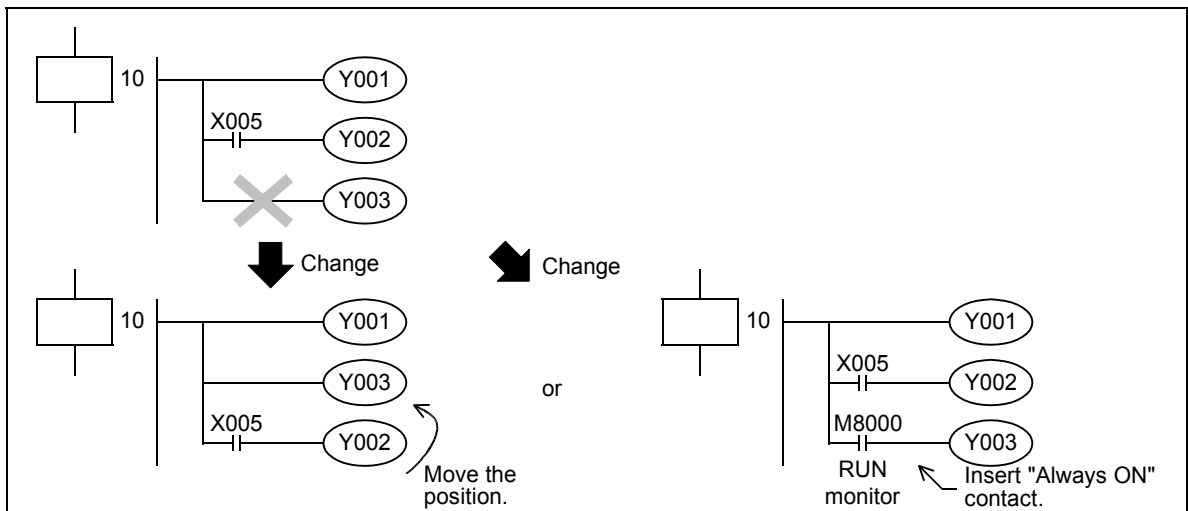 10
Y001
X005
Y002
Y003
Change
Change
10
Y001
Y003
X005
Y002
Move the
position.
or
10
Y001
X005
Y002
M8000
Y003
RUN
monitor
Insert "Always ON"
contact.